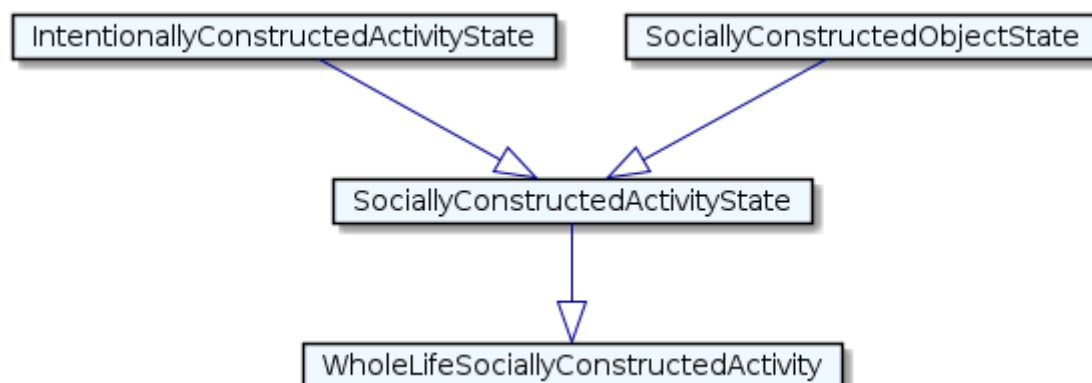 IntentionallyConstructedActivityState
SociallyConstructedObjectState
SociallyConstructedActivityState
WholeLifeSociallyConstructedActivity